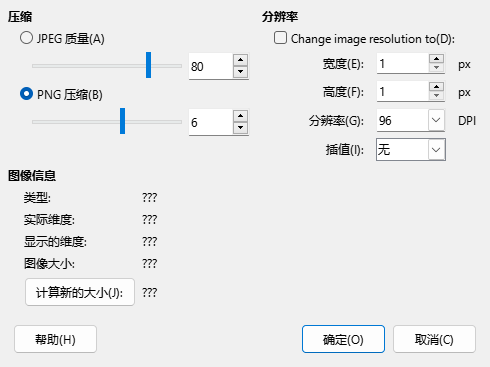 压缩
JPEG 质量(A)
80
PNG 压缩(B)
6
分辨率
Change image resolution to(D):
宽度(E): 1 px
高度(F): 1 px
分辨率(G): 96 DPI
插值(I): 无
图像信息
类型: ???
实际维度: ???
显示的维度: ???
图像大小: ???
计算新的大小(J): ???
帮助(H) 确定(O) 取消(C)